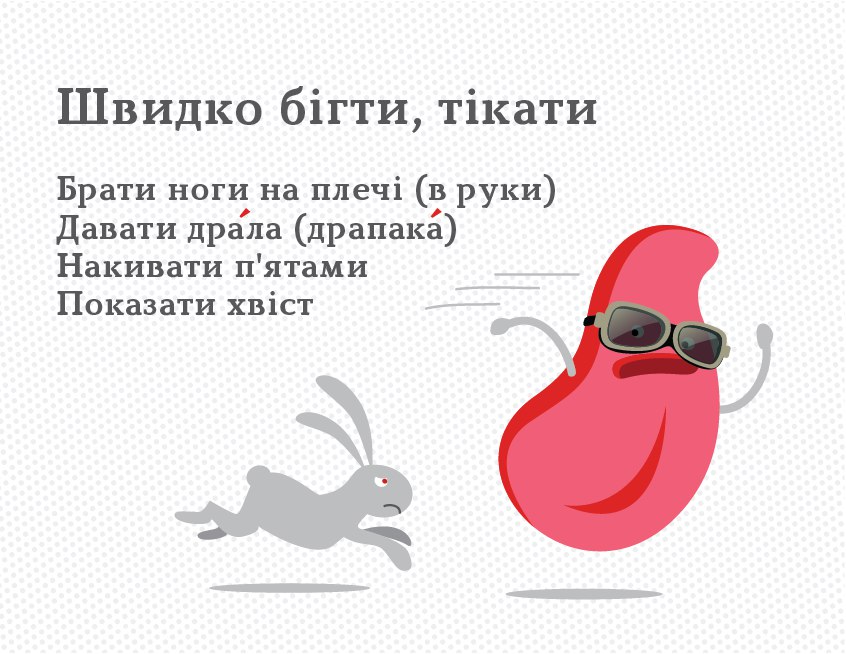 Швидко бігти, тікати
Брати ноги на плечі (в руки)
Давати дра́ла (драпака́)
Накивати п'ятами
Показати хвіст